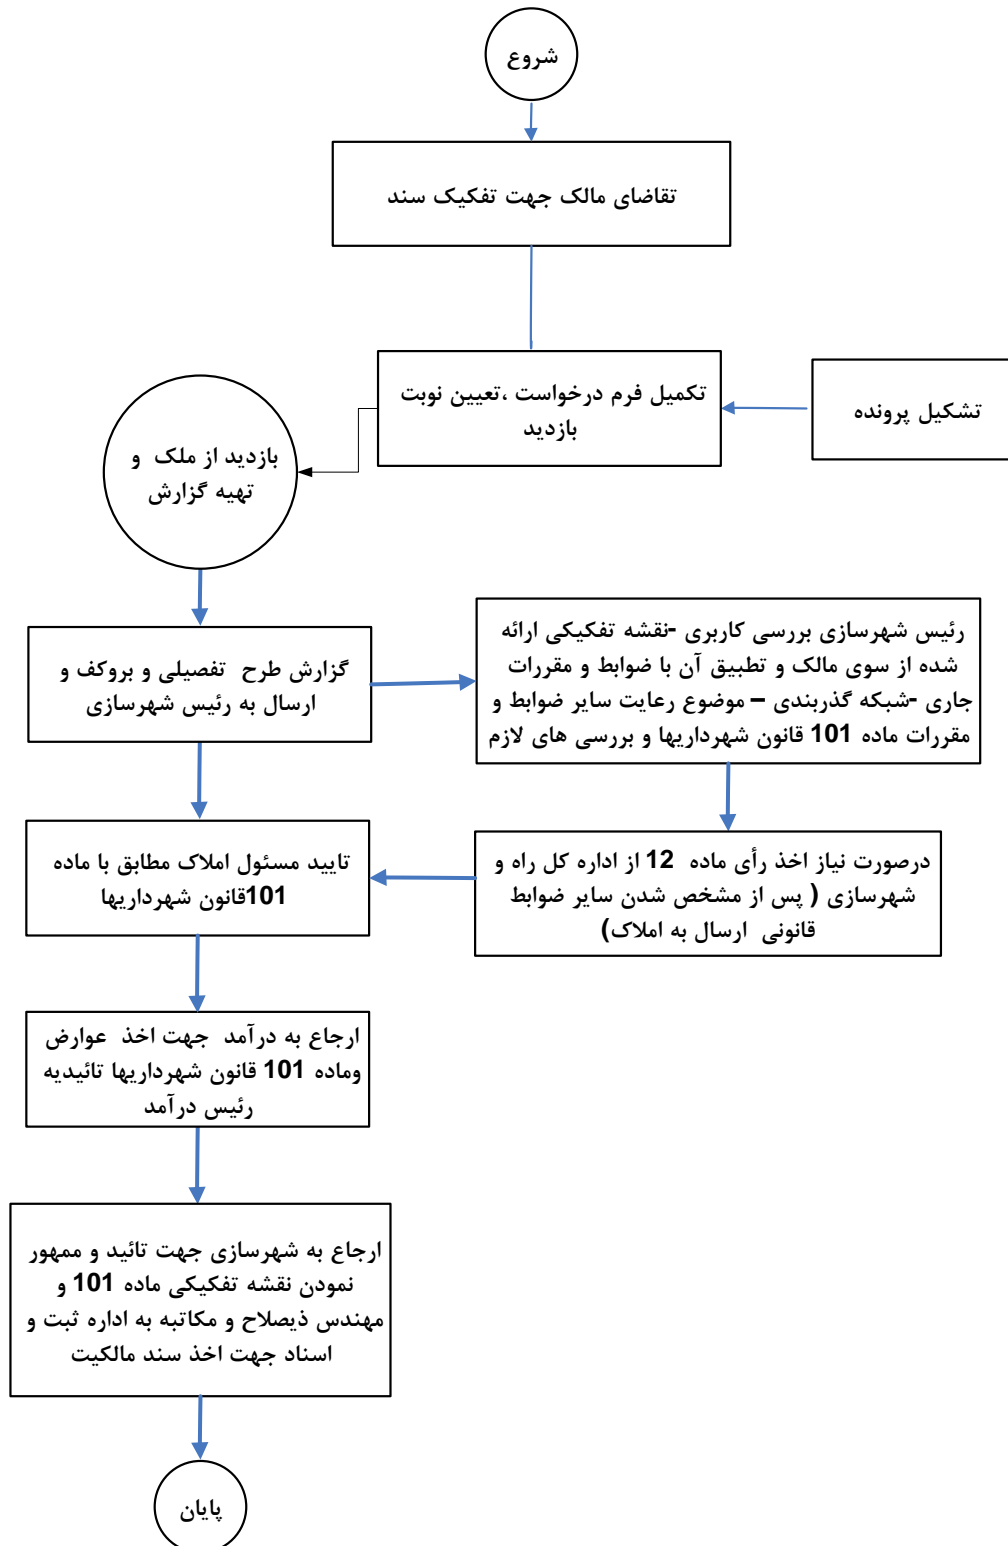 شروع
تقاضای مالک جهت تفکیک سند
تکمیل فرم درخواست ،تعیین نوبت
بازدید
تشکیل پرونده
بازدید از ملک و
تهیه گزارش
گزارش طرح تفصیلی و بروکف و
ارسال به رئیس شهرسازی
رئیس شهرسازی بررسی کاربری -نقشه تفکیکی ارائه
شده از سوی مالک و تطبیق آن با ضوابط و مقررات
جاری -شبکه گذربندی – موضوع رعایت سایر ضوابط و
مقررات ماده 101 قانون شهرداریها و بررسی های لازم
تایید مسئول املاک مطابق با ماده
101قانون شهرداریها
درصورت نیاز اخذ رأی ماده 12 از اداره کل راه و
شهرسازی ( پس از مشخص شدن سایر ضوابط
قانونی ارسال به املاک)
ارجاع به درآمد جهت اخذ عوارض
وماده 101 قانون شهرداریها تائیدیه
رئیس درآمد
ارجاع به شهرسازی جهت تائید و ممهور
نمودن نقشه تفکیکی ماده 101 و
مهندس ذیصلاح و مکاتبه به اداره ثبت و
اسناد جهت اخذ سند مالکیت
پایان